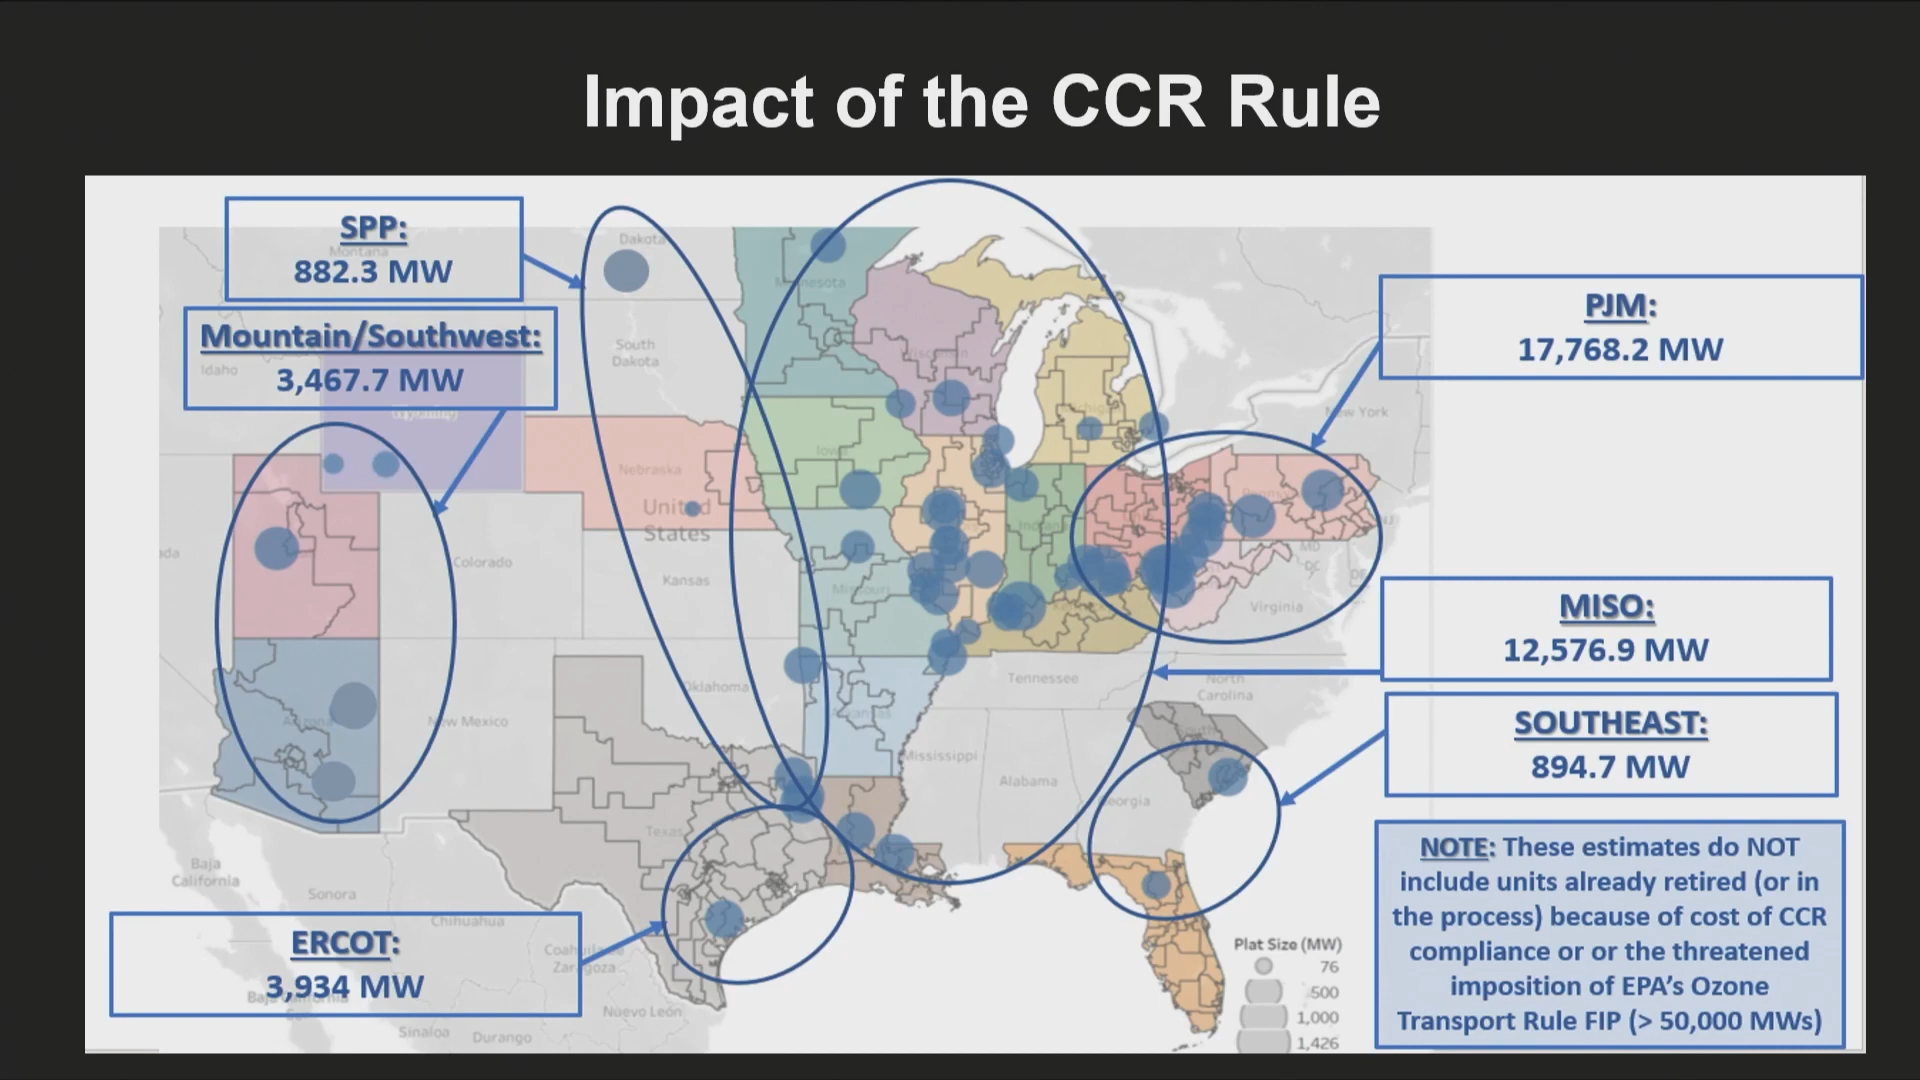 Impact of the CCR Rule
SPP:
882.3 MW
Mountain/Southwest:
3,467.7 MW
PJM:
17,768.2 MW
MISO:
12,576.9 MW
SOUTHEAST:
894.7 MW
ERCOT:
3,934 MW
NOTE: These estimates do NOT
include units already retired (or in
the process) because of cost of CCR
compliance or or the threatened
imposition of EPA's Ozone
Transport Rule FIP (> 50,000 MWs)
Plat Size (MW)
76
500
1,000
1,426
Montana
Dakota
Idaho
Wyoming
South
Dakota
Nebraska
United
States
Colorado
Kansas
Missouri
Iowa
New York
MD
DC
DE
NJ
Virginia
Tennessee
North
Carolina
Oklahoma
Arkansas
New Mexico
Arizona
Texas
Mississippi
Alabama
Georgia
South
Baja
California
Sonora
Chihuahua
Coahuila de
Zaragoza
Nuevo León
Sinaloa
Durango